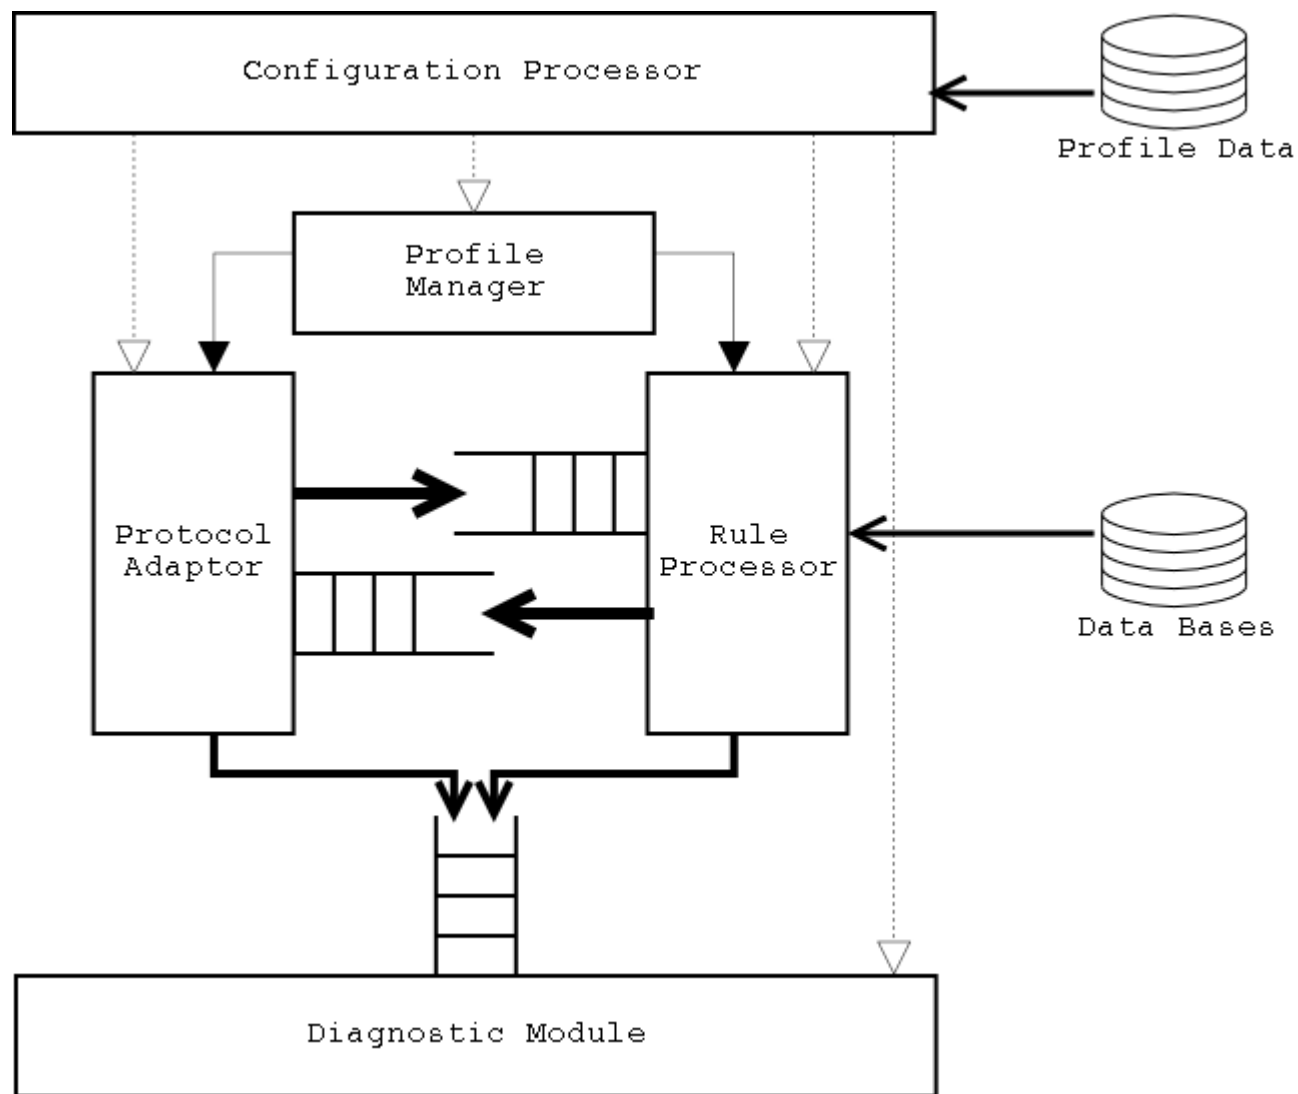 Configuration Processor
Profile Data
Profile
Manager
Protocol
Adaptor
Rule
Processor
Data Bases
Diagnostic Module